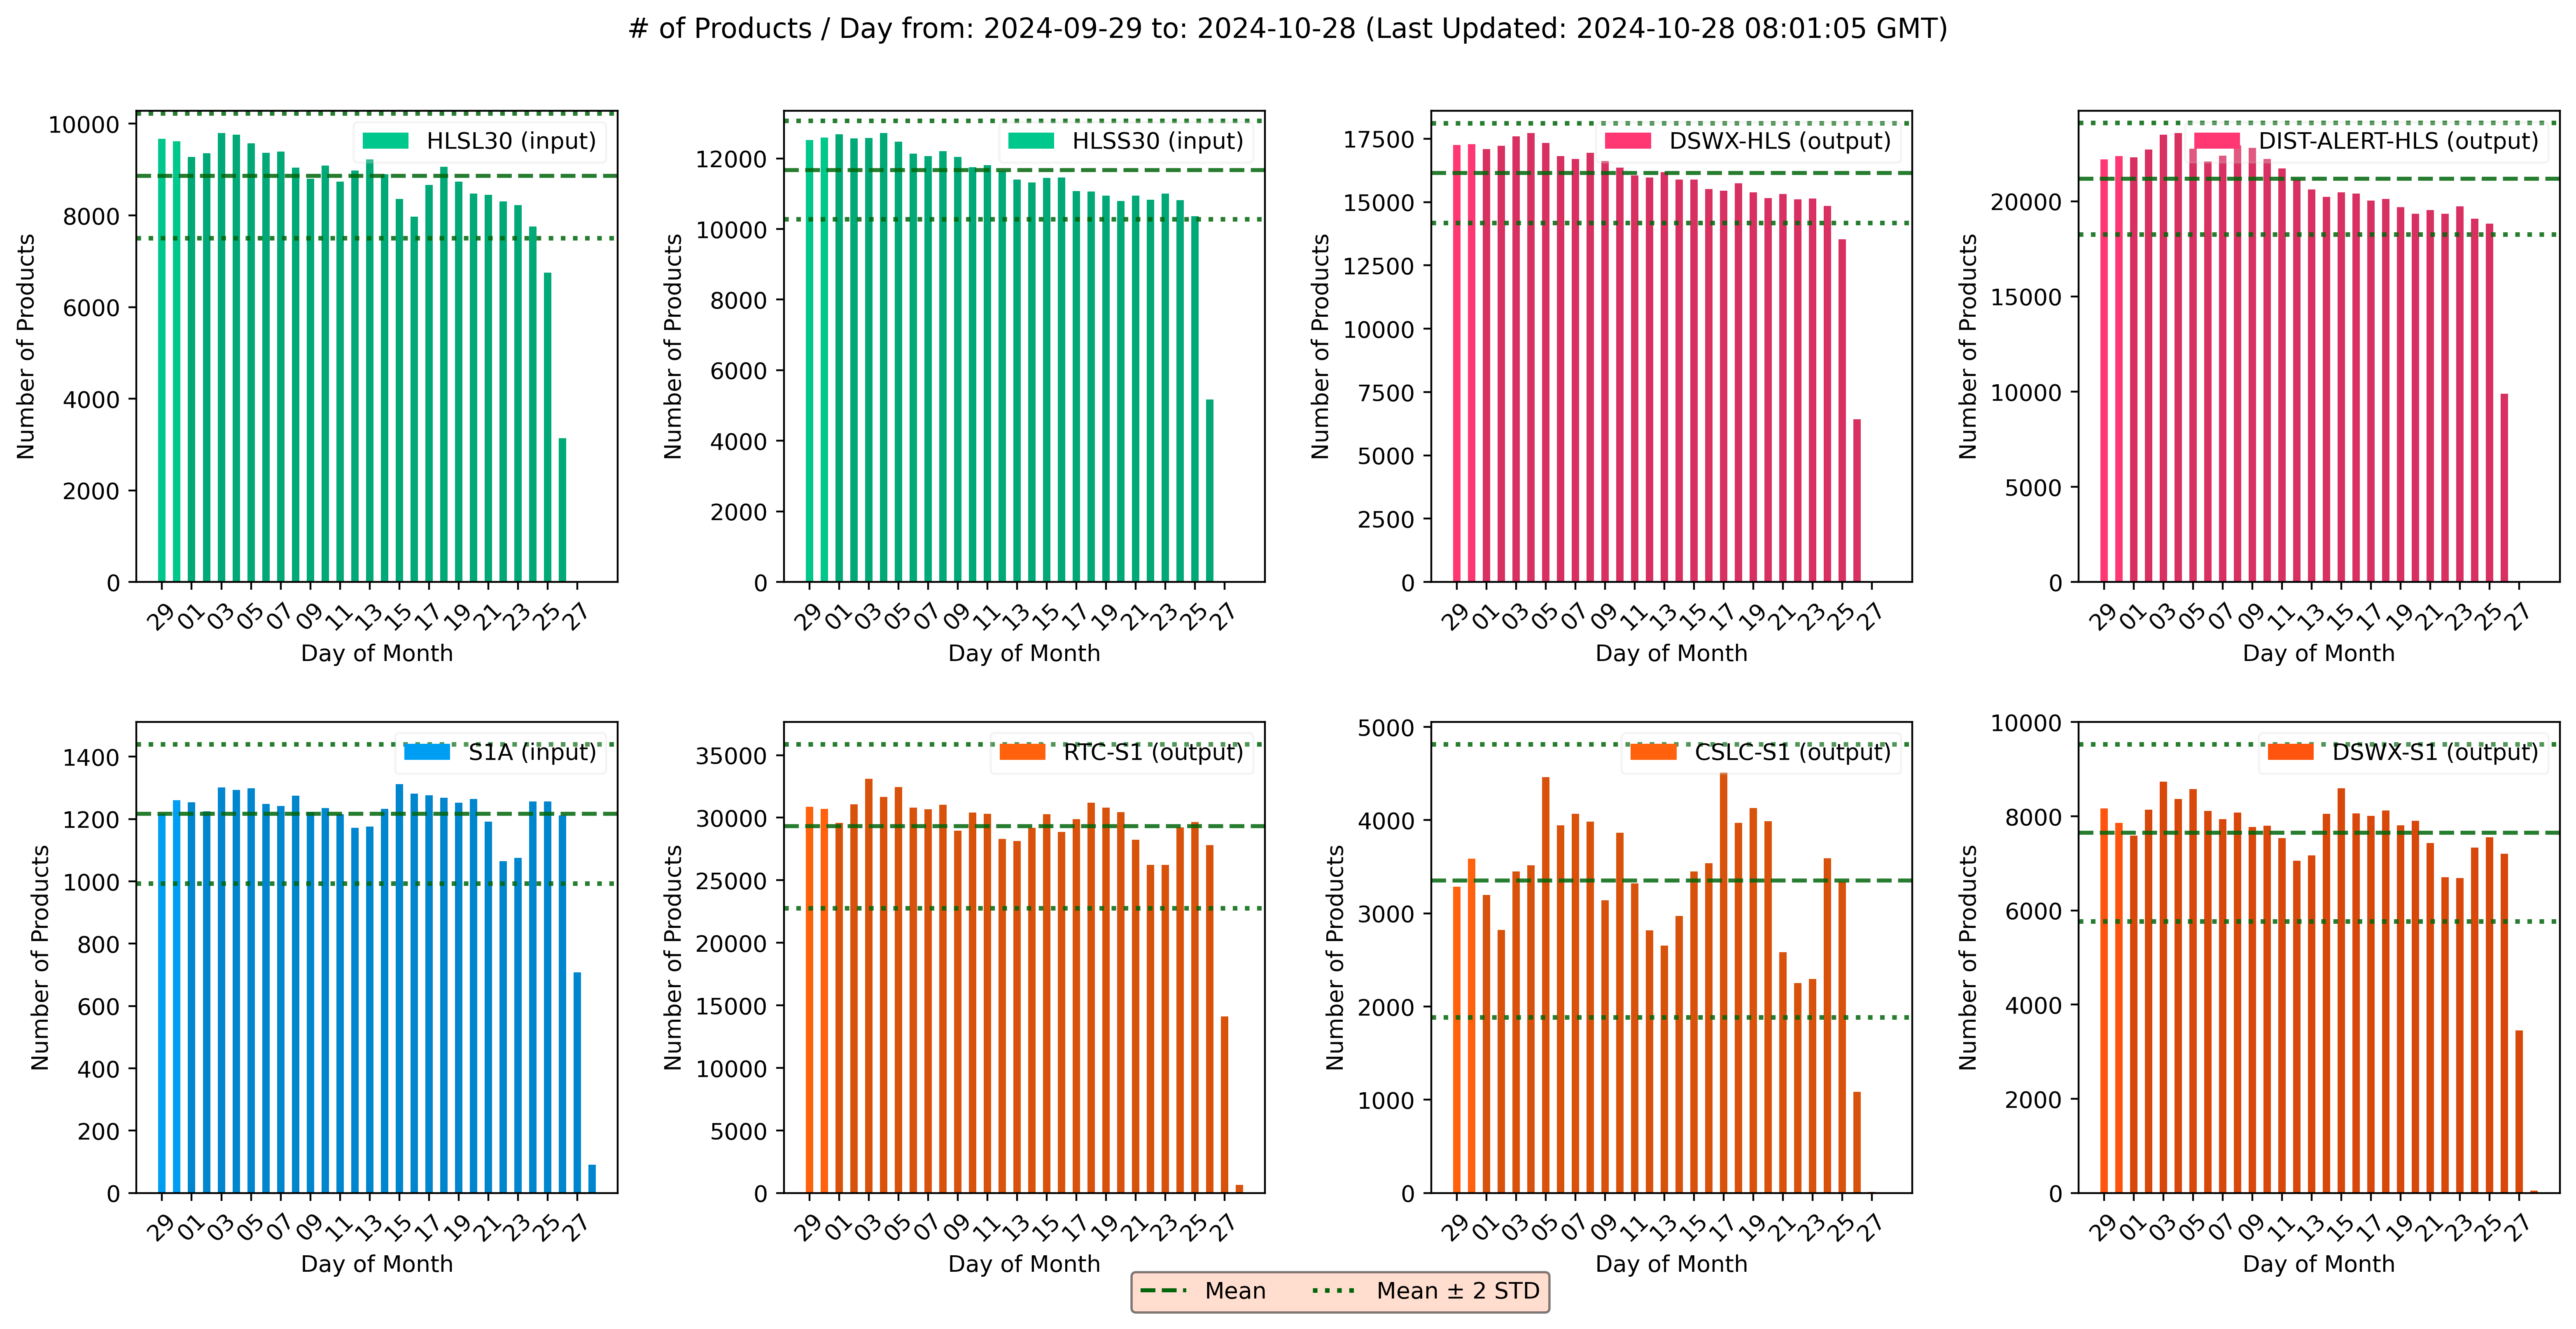 # of Products / Day from: 2024-09-29 to: 2024-10-28 (Last Updated: 2024-10-28 08:01:05 GMT)
HLSL30 (input)
Number of Products
10000
8000
6000
4000
2000
0
29 01 03 05 07 09 11 13 15 17 19 21 23 25 27
Day of Month
HLSS30 (input)
Number of Products
12000
10000
8000
6000
4000
2000
0
29 01 03 05 07 09 11 13 15 17 19 21 23 25 27
Day of Month
DSWX-HLS (output)
Number of Products
17500
15000
12500
10000
7500
5000
2500
0
29 01 03 05 07 09 11 13 15 17 19 21 23 25 27
Day of Month
DIST-ALERT-HLS (output)
Number of Products
20000
15000
10000
5000
0
29 01 03 05 07 09 11 13 15 17 19 21 23 25 27
Day of Month
S1A (input)
Number of Products
1400
1200
1000
800
600
400
200
0
29 01 03 05 07 09 11 13 15 17 19 21 23 25 27
Day of Month
RTC-S1 (output)
Number of Products
35000
30000
25000
20000
15000
10000
5000
0
29 01 03 05 07 09 11 13 15 17 19 21 23 25 27
Day of Month
CSLC-S1 (output)
Number of Products
5000
4000
3000
2000
1000
0
29 01 03 05 07 09 11 13 15 17 19 21 23 25 27
Day of Month
DSWX-S1 (output)
Number of Products
10000
8000
6000
4000
2000
0
29 01 03 05 07 09 11 13 15 17 19 21 23 25 27
Day of Month
Mean
Mean ± 2 STD